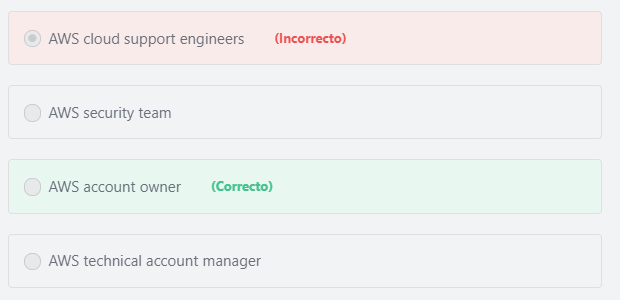 AWS cloud support engineers (Incorrecto)
AWS security team
AWS account owner (Correcto)
AWS technical account manager